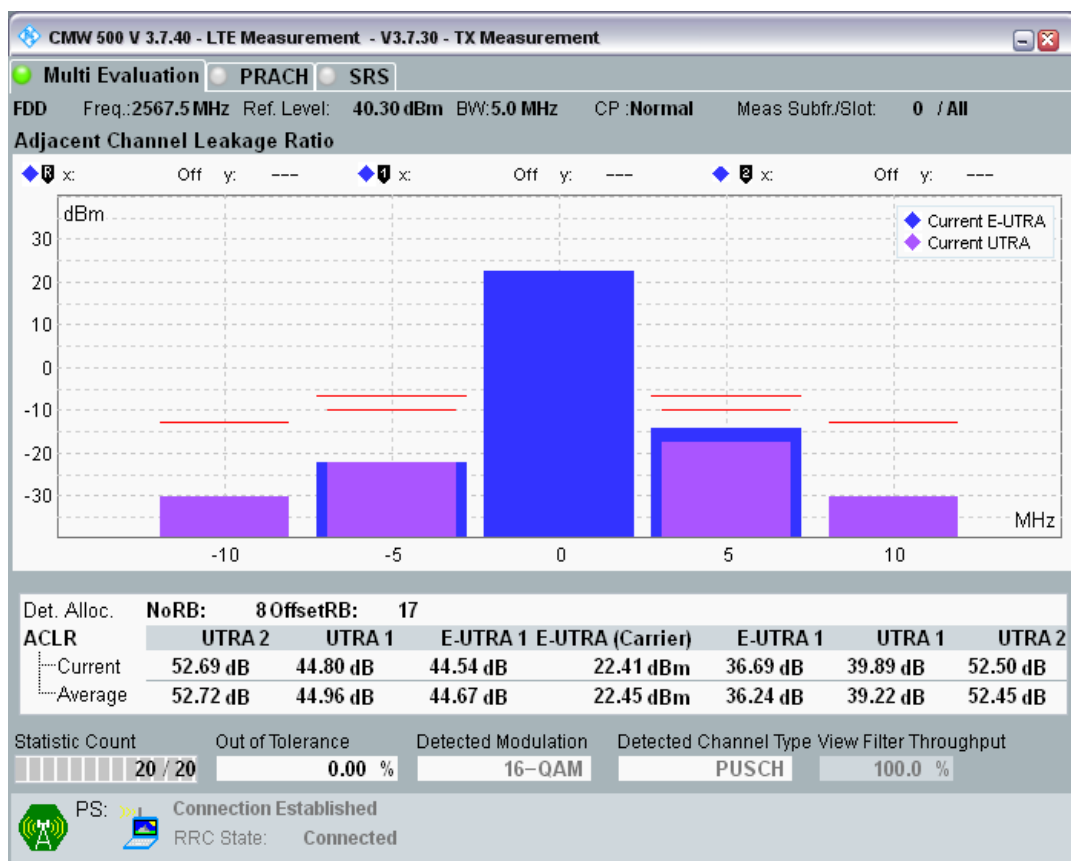 CMW 500 V 3.7.40 - LTE Measurement - V3.7.30 - TX Measurement
Multi Evaluation PRACH SRS
FDD Freq.:2567.5 MHz Ref. Level: 40.30 dBm BW:5.0 MHz CP :Normal Meas Subfr./Slot: 0 / All
Adjacent Channel Leakage Ratio
R x: Off y: --- 1 x: Off y: --- 2 x: Off y: ---
dBm
Current E-UTRA
Current UTRA
30
20
10
0
-10
-20
-30
MHz
-10 -5 0 5 10
Det. Alloc. NoRB: 8 OffsetRB: 17
ACLR UTRA 2 UTRA 1 E-UTRA 1 E-UTRA (Carrier) E-UTRA 1 UTRA 1 UTRA 2
Current 52.69 dB 44.80 dB 44.54 dB 22.41 dBm 36.69 dB 39.89 dB 52.50 dB
Average 52.72 dB 44.96 dB 44.67 dB 22.45 dBm 36.24 dB 39.22 dB 52.45 dB
Statistic Count Out of Tolerance Detected Modulation Detected Channel Type View Filter Throughput
20 / 20 0.00 % 16-QAM PUSCH 100.0 %
PS: Connection Established
RRC State: Connected